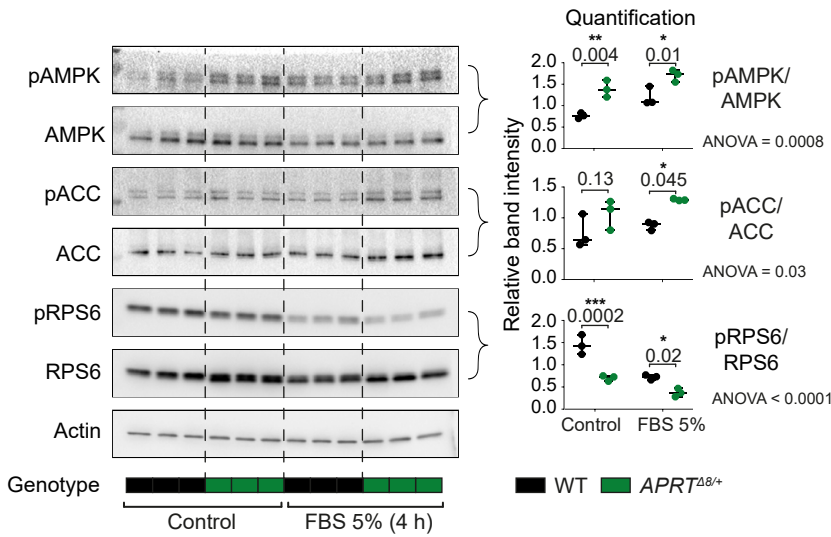 Quantification
pAMPK
AMPK
pACC
ACC
pRPS6
RPS6
Actin
Genotype
Control
FBS 5% (4 h)
Relative band intensity
**
0.004
*
0.01
2.0
1.5
1.0
0.5
0.0
pAMPK/
AMPK
ANOVA = 0.0008
0.13
*
0.045
1.5
1.0
0.5
0.0
pACC/
ACC
ANOVA = 0.03
***
0.0002
*
0.02
2.0
1.5
1.0
0.5
0.0
pRPS6/
RPS6
ANOVA < 0.0001
Control
FBS 5%
WT
APRT^Δ8/+